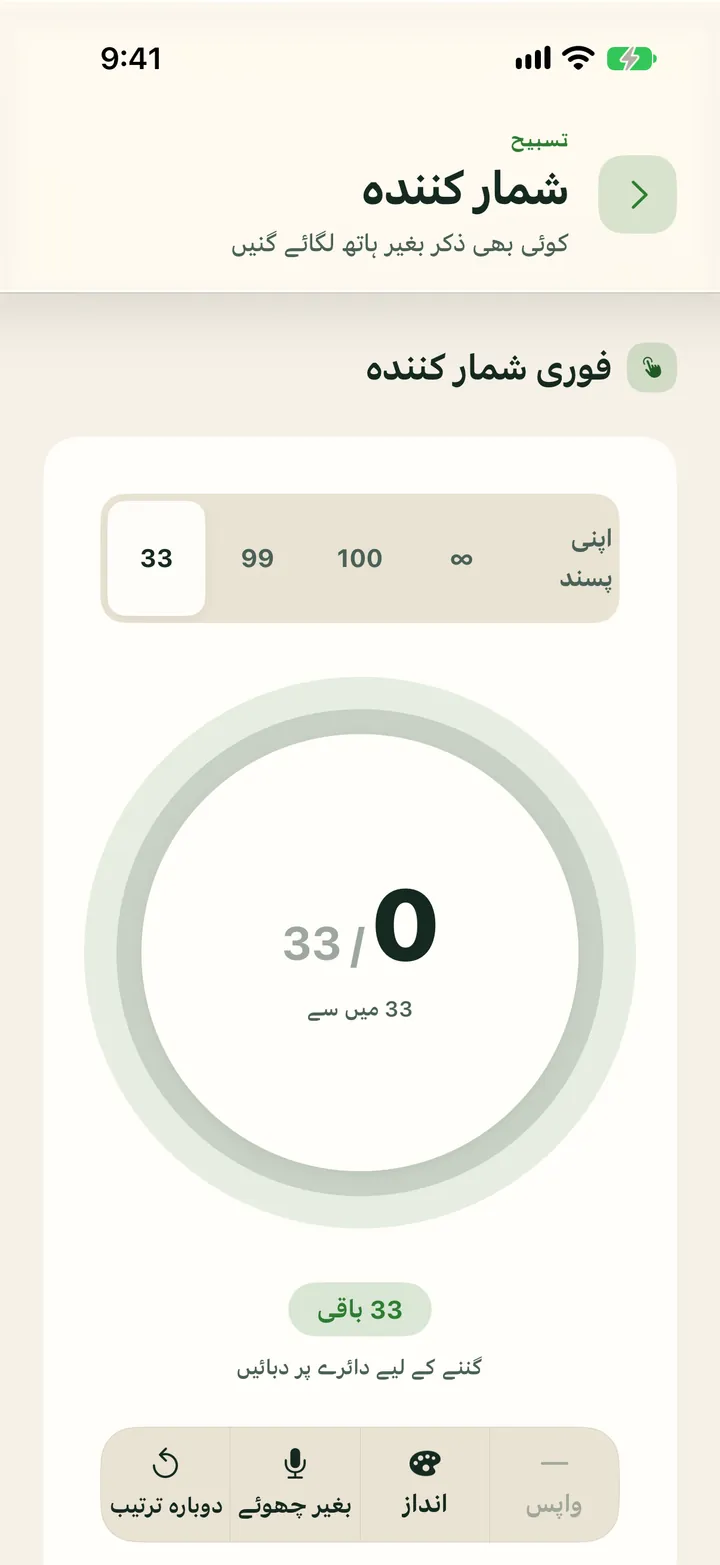 9:41
تسبیح
شمار کننده
کوئی بھی ذکر بغیر ہاتھ لگائے گنیں
فوری شمار کننده
اپنی پسند
∞
100
99
33
0 / 33
33 میں سے
33 باقی
گننے کے لیے دائرے پر دبائیں
واپس
انداز
بغیر چھوئے
دوبارہ ترتیب